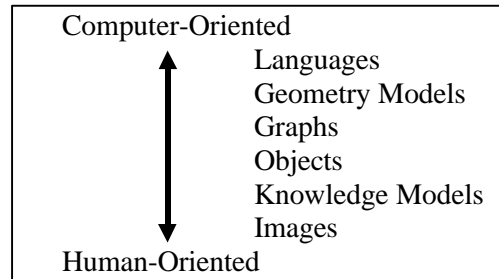 Computer-Oriented
Languages
Geometry Models
Graphs
Objects
Knowledge Models
Images
Human-Oriented